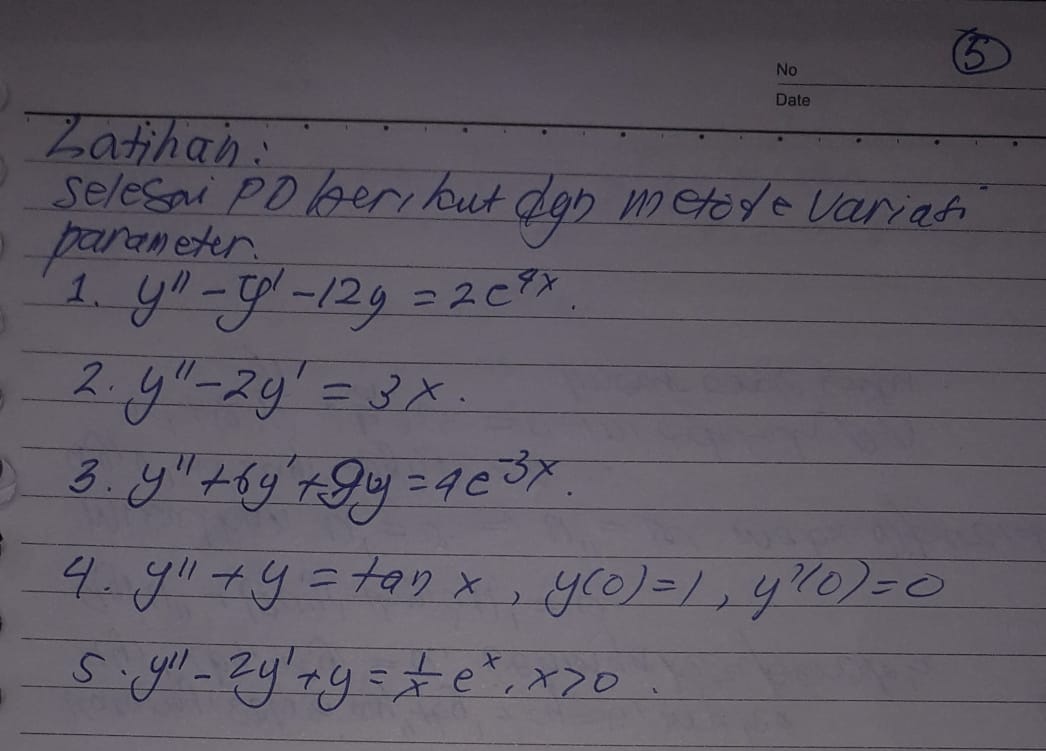 5
No
Date
Latihan:
Selesai PD berikut dgn metode variasi
parameter.
1. y" - y' - 12y = 2e^{4x}.
2. y" - 2y' = 3x.
3. y" + 6y' + 9y = 4e^{-3x}.
4. y" + y = tan x, y(0)=1, y'(0)=0
5. y" - 2y' + y = \frac{1}{x} e^{x}, x>0.